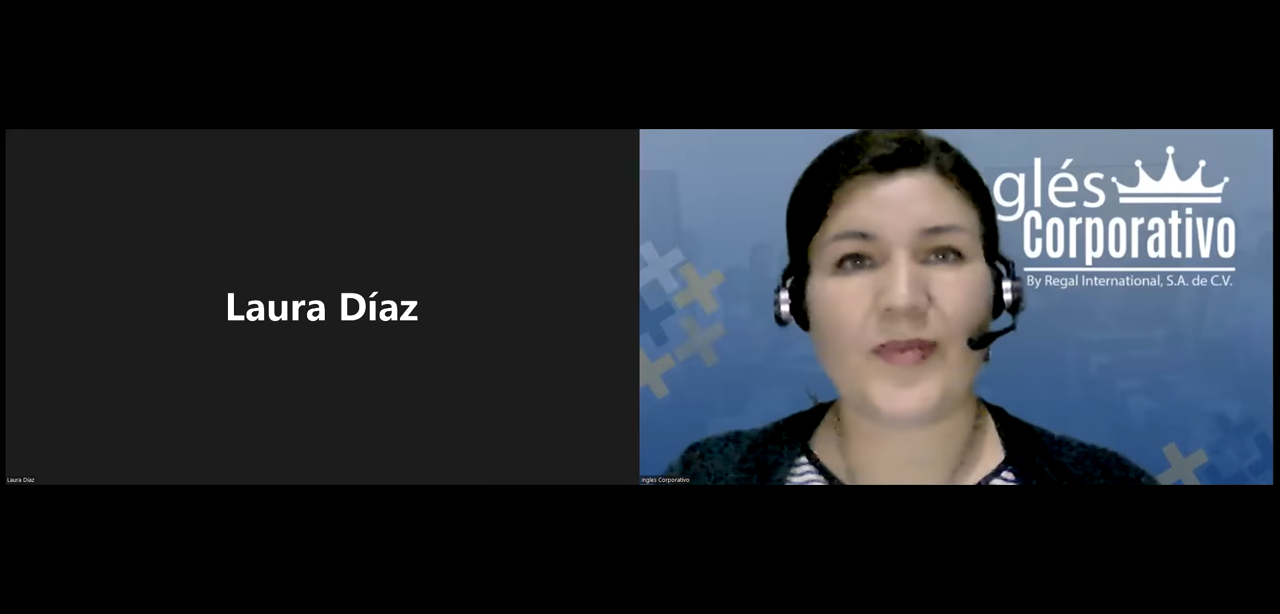 Laura Díaz
Laura Díaz
glés
Corporativo
By Regal International, S.A. de C.V.
Ingles Corporativo